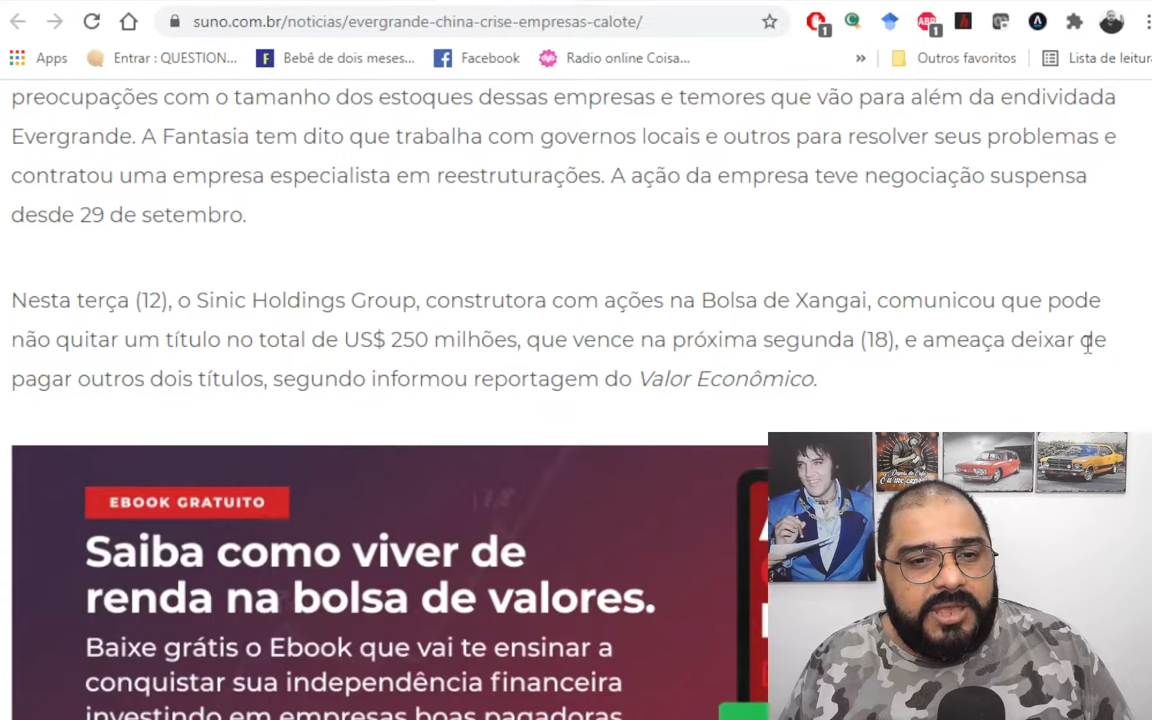 suno.com.br/noticias/evergrande-china-crise-empresas-calote/
1
ABP
1
Apps
Entrar : QUESTION...
Bebê de dois meses...
Facebook
Radio online Coisa...
»
Outros favoritos
Lista de leitura
preocupações com o tamanho dos estoques dessas empresas e temores que vão para além da endividada
Evergrande. A Fantasia tem dito que trabalha com governos locais e outros para resolver seus problemas e
contratou uma empresa especialista em reestruturações. A ação da empresa teve negociação suspensa
desde 29 de setembro.
Nesta terça (12), o Sinic Holdings Group, construtora com ações na Bolsa de Xangai, comunicou que pode
não quitar um título no total de US$ 250 milhões, que vence na próxima segunda (18), e ameaça deixar de
pagar outros dois títulos, segundo informou reportagem do Valor Econômico.
EBOOK GRATUITO
Saiba como viver de
renda na bolsa de valores.
Baixe grátis o Ebook que vai te ensinar a
conquistar sua independência financeira
investindo em empresas boas pagadoras